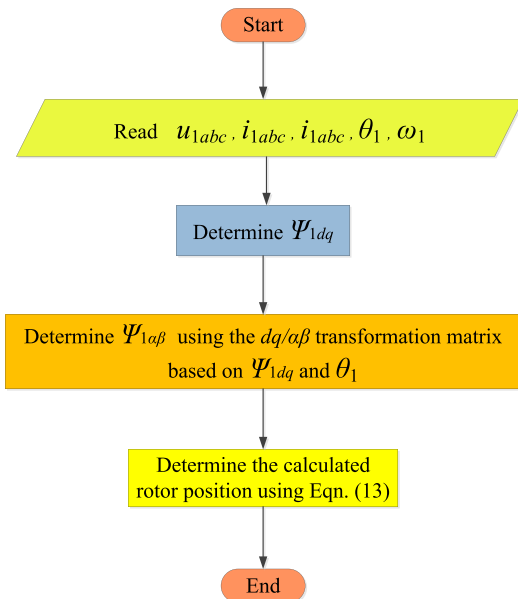 Start
Read u1abc , i1abc , i1abc , θ1 , ω1
Determine Ψ1dq
Determine Ψ1αβ using the dq/αβ transformation matrix
based on Ψ1dq and θ1
Determine the calculated
rotor position using Eqn. (13)
End